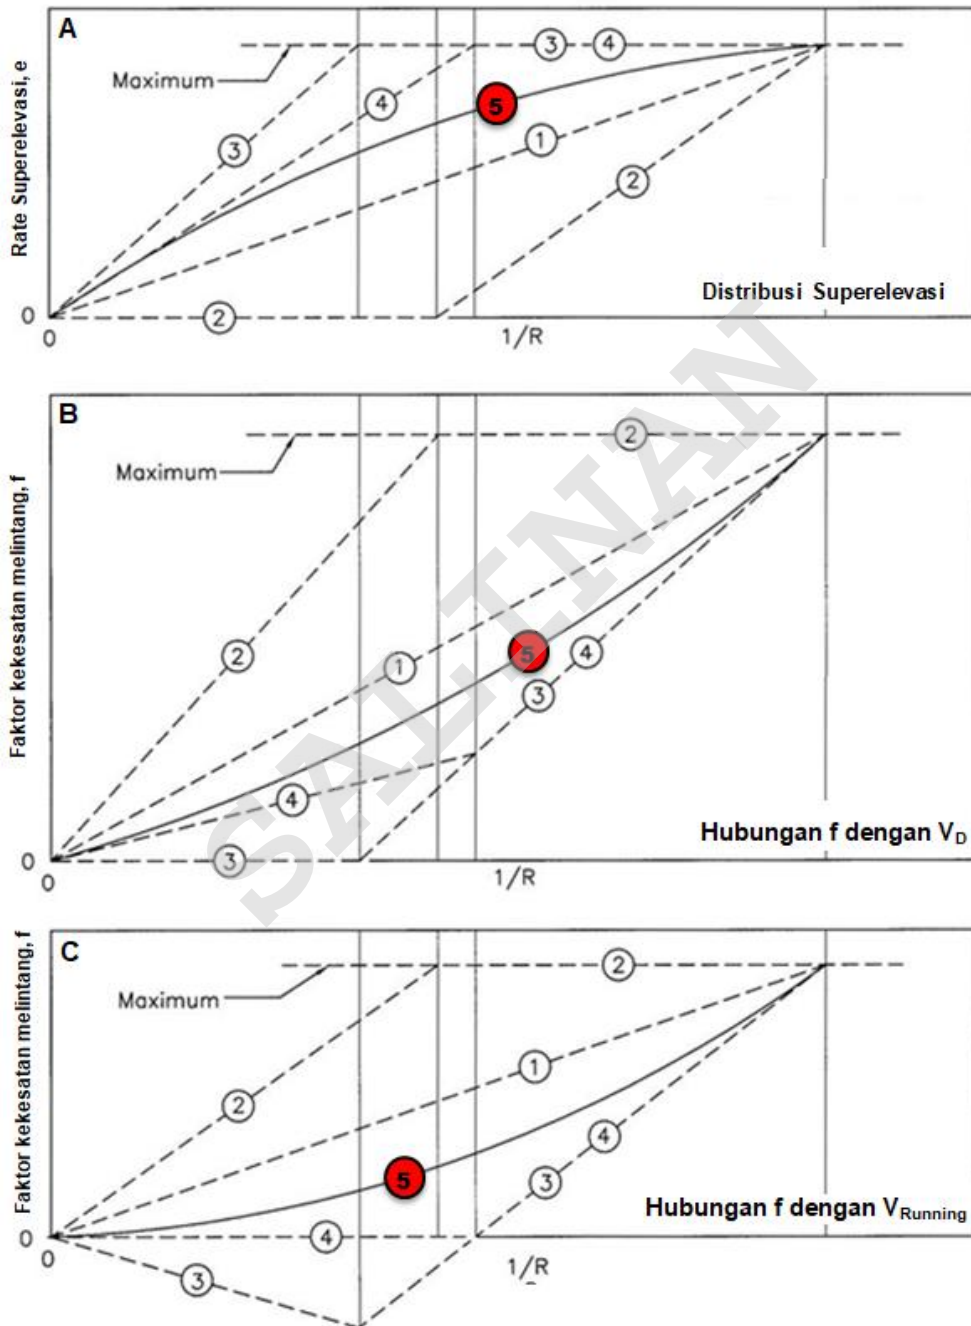 A
③ ④
Maximum
④
5
③
①
②
Rate Superelevasi, e
Distribusi Superelevasi
0
②
0
1/R
B
②
Maximum
②
①
5
④
③
④
Faktor kekesatan melintang, f
Hubungan f dengan VD
0
③
0
1/R
C
②
Maximum
①
②
④
5
③
Faktor kekesatan melintang, f
Hubungan f dengan VRunning
0
④
0
1/R
③
SALINAN